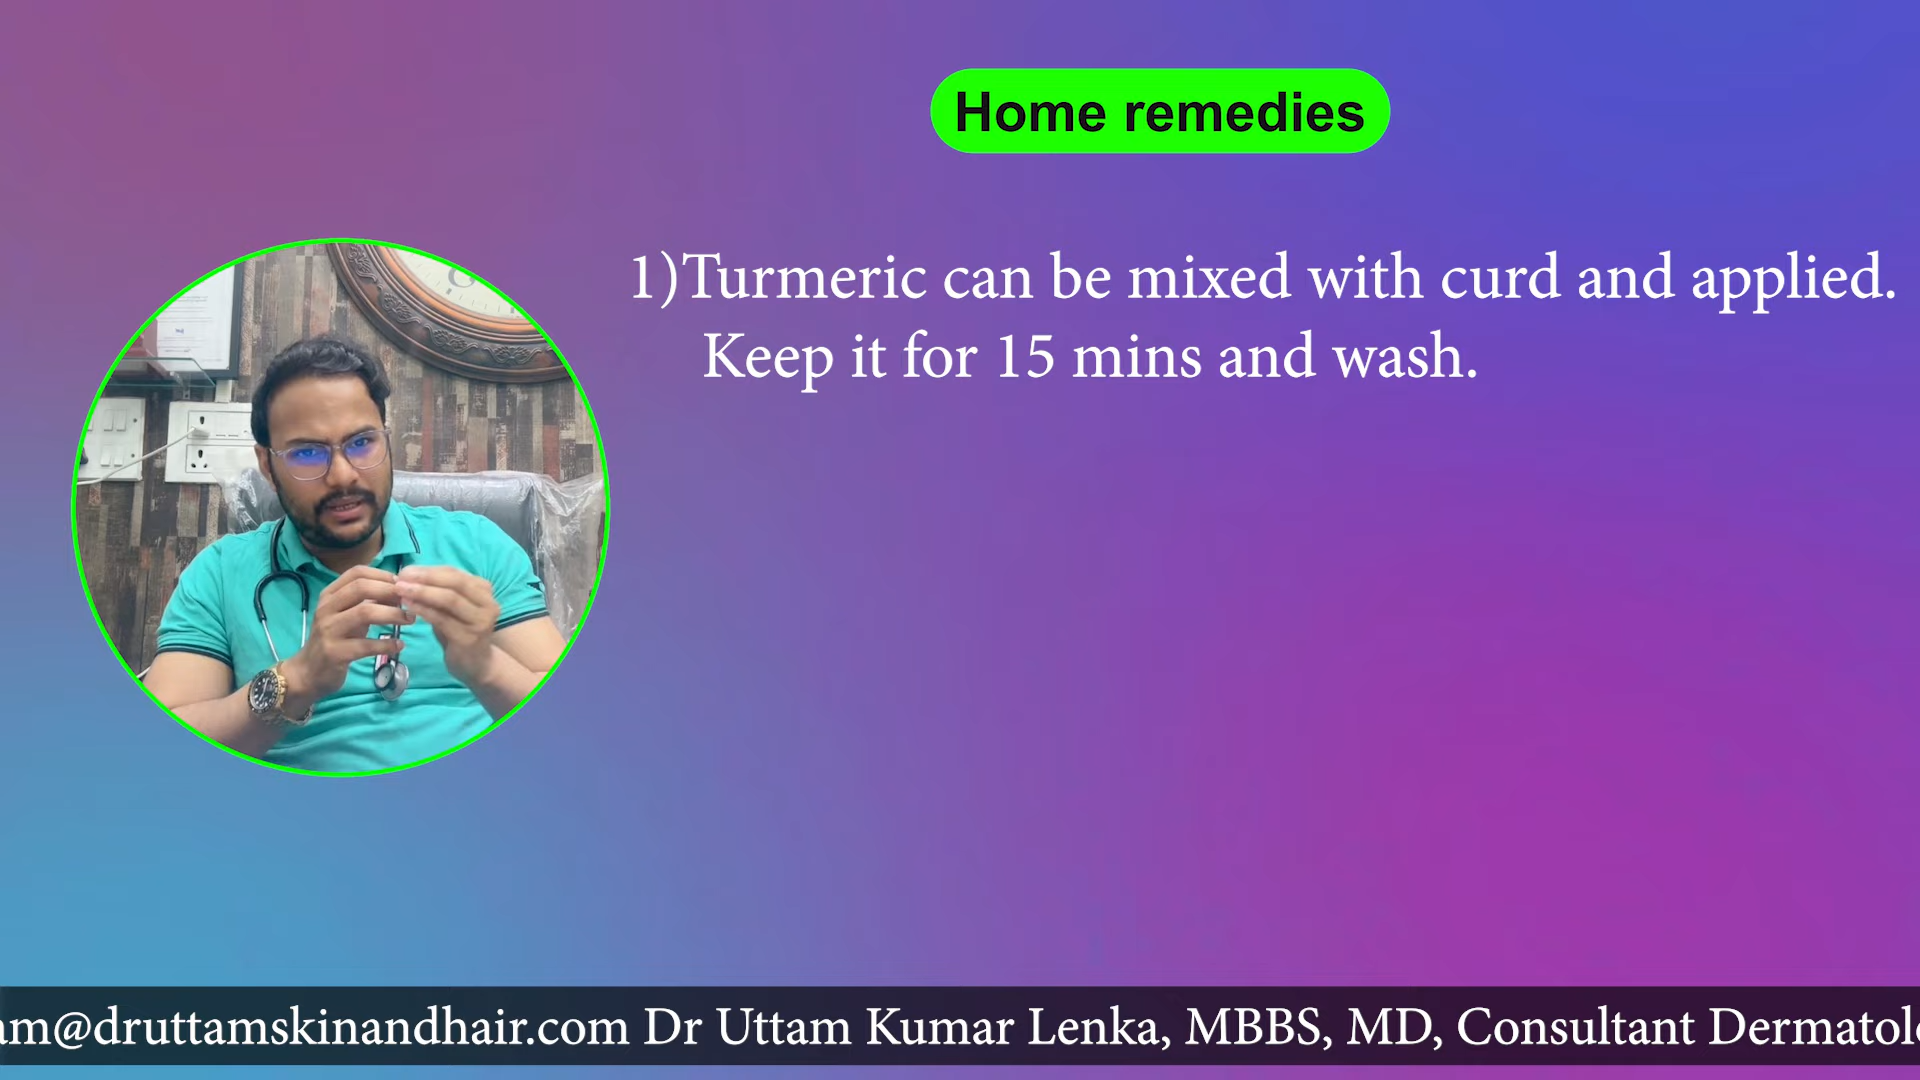 Home remedies
1)Turmeric can be mixed with curd and applied.
Keep it for 15 mins and wash.
am@druttamskinandhair.com Dr Uttam Kumar Lenka, MBBS, MD, Consultant